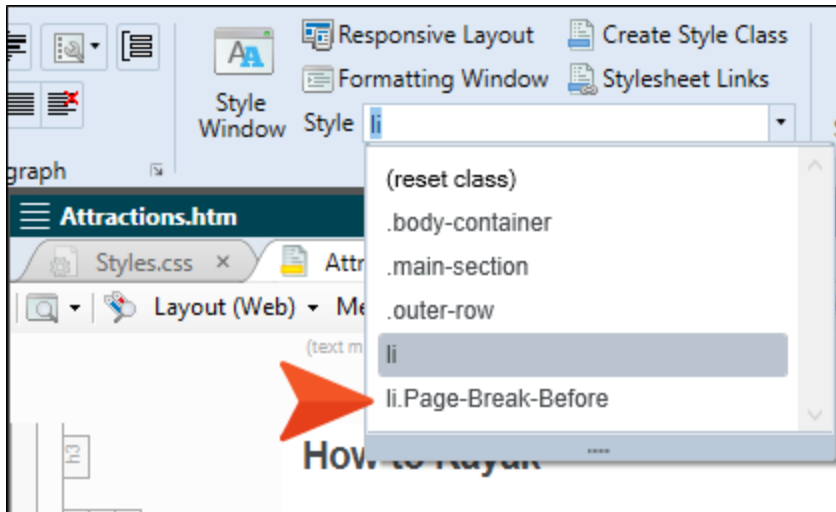 Responsive Layout
Create Style Class
Formatting Window
Stylesheet Links
Style
Window
Style li
graph
(reset class)
.body-container
.main-section
.outer-row
li
li.Page-Break-Before
Attractions.htm
Styles.css × Attr
Layout (Web) Me
(text m
h3
How to Kayak